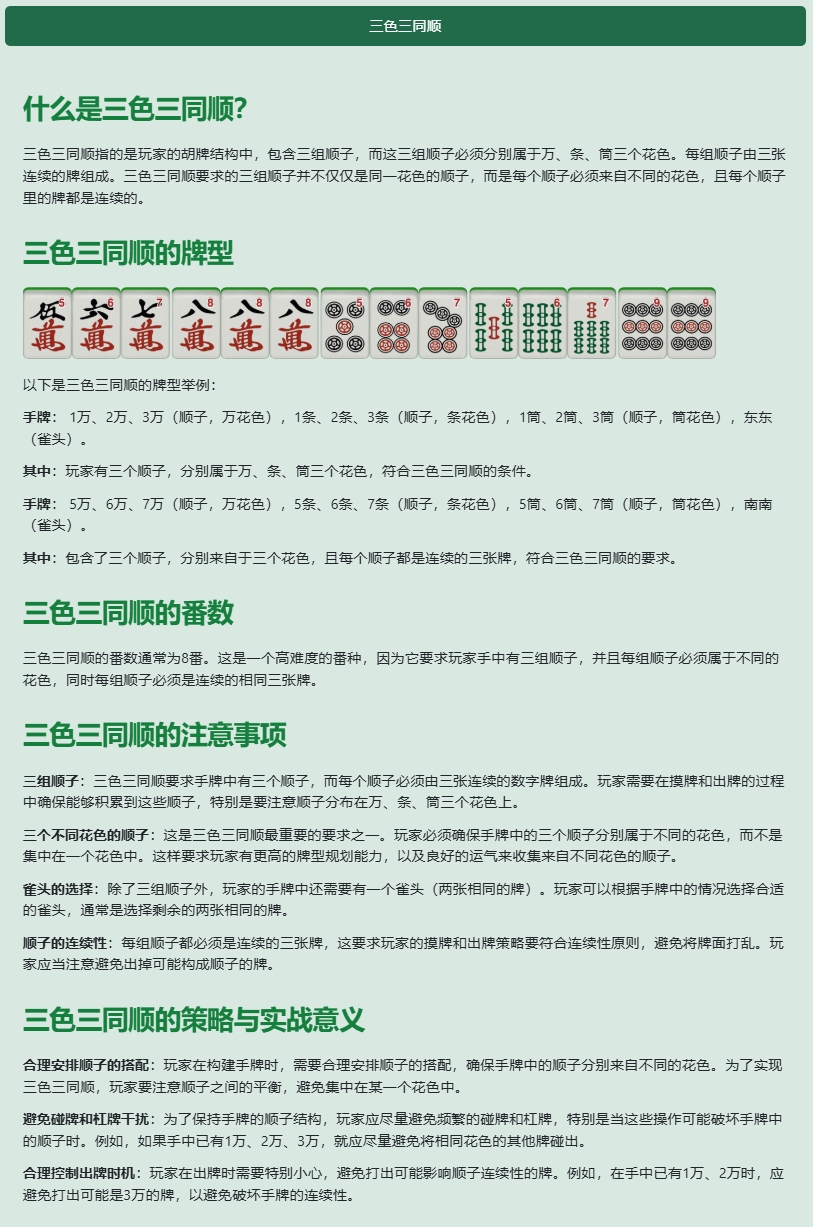 三色三同顺
什么是三色三同顺？
三色三同顺指的是玩家的胡牌结构中，包含三组顺子，而这三组顺子必须分别属于万、条、筒三个花色。每组顺子由三张
连续的牌组成。三色三同顺要求的三组顺子并不仅仅是同一花色的顺子，而是每个顺子必须来自不同的花色，且每个顺子
里的牌都是连续的。
三色三同顺的牌型
伍萬5 六萬6 七萬7 八萬8 八萬8 八萬8 5 6 7 5 6 7 9 9
以下是三色三同顺的牌型举例：
手牌： 1万、2万、3万（顺子，万花色），1条、2条、3条（顺子，条花色），1筒、2筒、3筒（顺子，筒花色），东东
（雀头）。
其中：玩家有三个顺子，分别属于万、条、筒三个花色，符合三色三同顺的条件。
手牌： 5万、6万、7万（顺子，万花色），5条、6条、7条（顺子，条花色），5筒、6筒、7筒（顺子，筒花色），南南
（雀头）。
其中：包含了三个顺子，分别来自于三个花色，且每个顺子都是连续的三张牌，符合三色三同顺的要求。
三色三同顺的番数
三色三同顺的番数通常为8番。这是一个高难度的番种，因为它要求玩家手中有三组顺子，并且每组顺子必须属于不同的
花色，同时每组顺子必须是连续的相同三张牌。
三色三同顺的注意事项
三组顺子：三色三同顺要求手牌中有三个顺子，而每个顺子必须由三张连续的数字牌组成。玩家需要在摸牌和出牌的过程
中确保能够积累到这些顺子，特别是要注意顺子分布在万、条、筒三个花色上。
三个不同花色的顺子：这是三色三同顺最重要的要求之一。玩家必须确保手牌中的三个顺子分别属于不同的花色，而不是
集中在一个花色中。这样要求玩家有更高的牌型规划能力，以及良好的运气来收集来自不同花色的顺子。
雀头的选择：除了三组顺子外，玩家的手牌中还需要有一个雀头（两张相同的牌）。玩家可以根据手牌中的情况选择合适
的雀头，通常是选择剩余的两张相同的牌。
顺子的连续性：每组顺子都必须是连续的三张牌，这要求玩家的摸牌和出牌策略要符合连续性原则，避免将牌面打乱。玩
家应当注意避免出掉可能构成顺子的牌。
三色三同顺的策略与实战意义
合理安排顺子的搭配：玩家在构建手牌时，需要合理安排顺子的搭配，确保手牌中的顺子分别来自不同的花色。为了实现
三色三同顺，玩家要注意顺子之间的平衡，避免集中在某一个花色中。
避免碰牌和杠牌干扰：为了保持手牌的顺子结构，玩家应尽量避免频繁的碰牌和杠牌，特别是当这些操作可能破坏手牌中
的顺子时。例如，如果手中已有1万、2万、3万，就应尽量避免将相同花色的其他牌碰出。
合理控制出牌时机：玩家在出牌时需要特别小心，避免打出可能影响顺子连续性的牌。例如，在手中已有1万、2万时，应
避免打出可能是3万的牌，以避免破坏手牌的连续性。